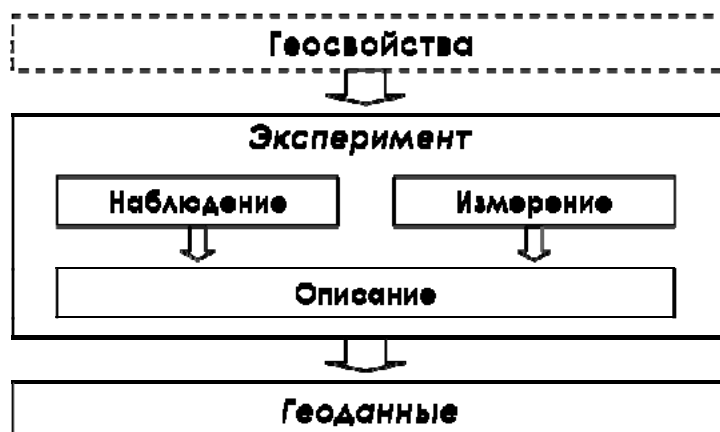 Геосвойства
Эксперимент
Наблюдение Измерение
Описание
Геоданные